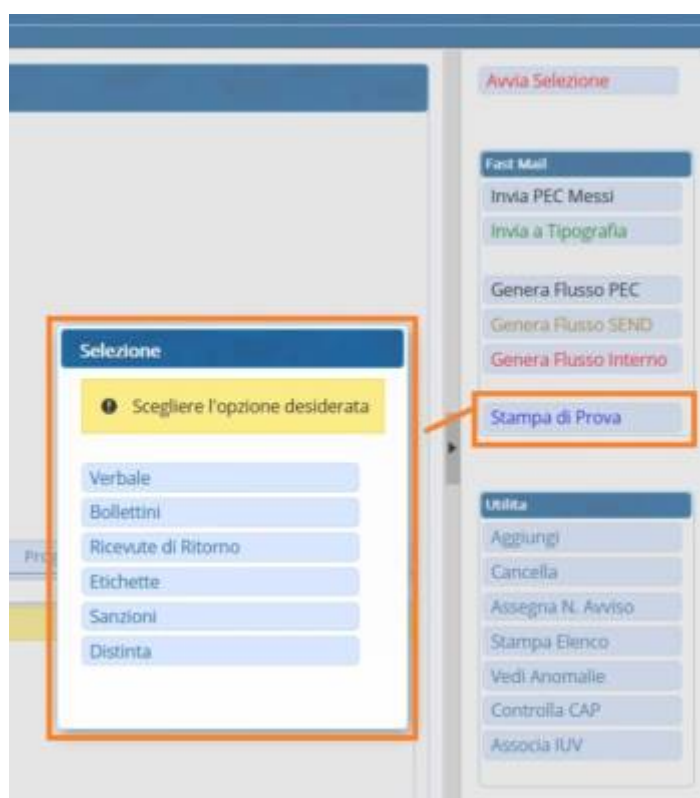 Avvia Selezione
Fast Mail
Invia PEC Messi
Invia a Tipografia
Genera Flusso PEC
Genera Flusso SEND
Genera Flusso Interno
Stampa di Prova
Selezione
Scegliere l'opzione desiderata
Verbale
Bollettini
Ricevute di Ritorno
Etichette
Sanzioni
Distinta
Utilita
Aggiungi
Cancella
Assegna N. Avviso
Stampa Elenco
Vedi Anomalie
Controlla CAP
Associa IUV